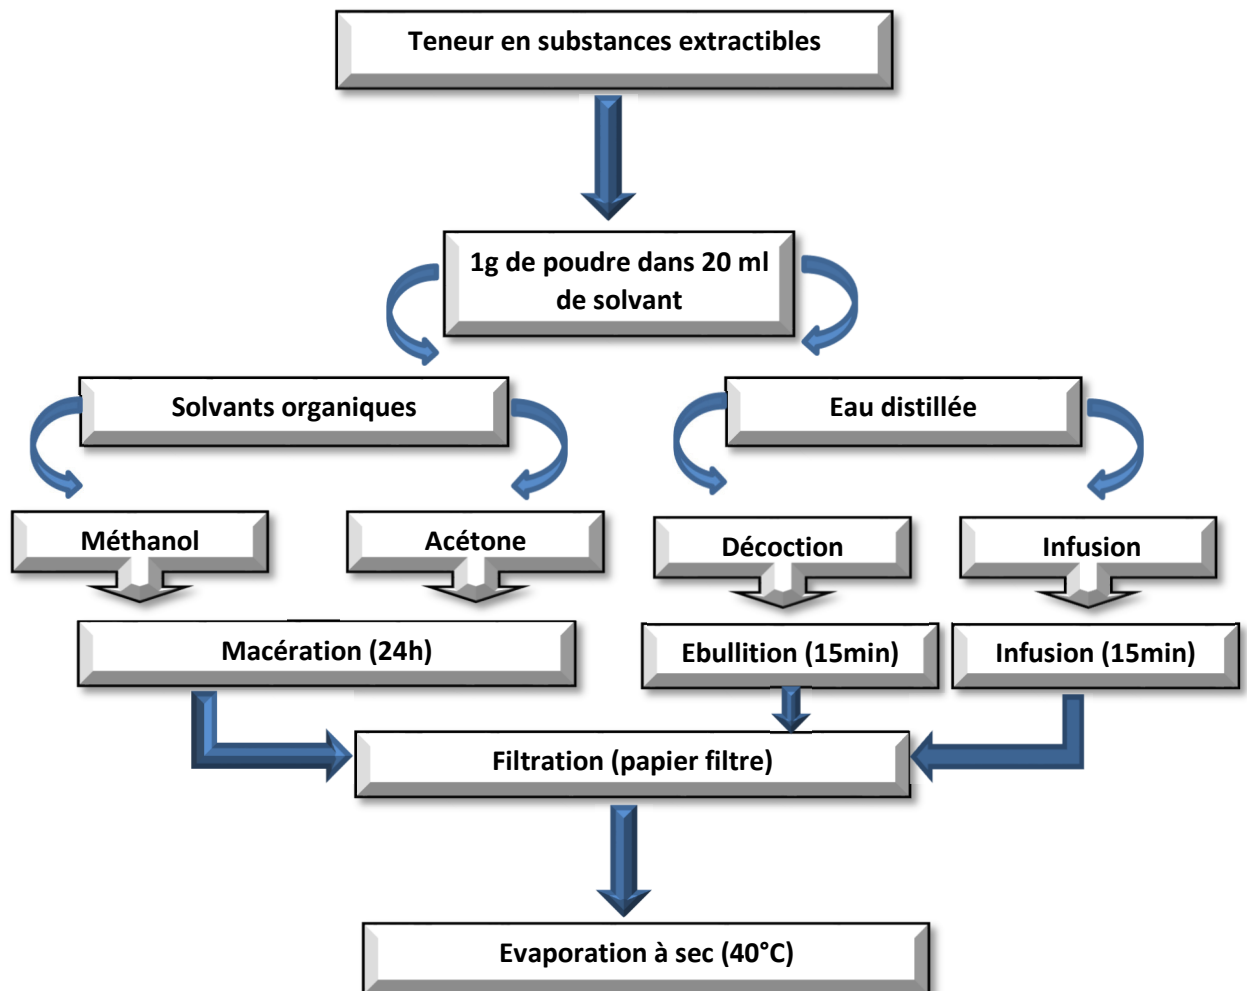 Teneur en substances extractibles
1g de poudre dans 20 ml
de solvant
Solvants organiques
Eau distillée
Méthanol
Acétone
Décoction
Infusion
Macération (24h)
Ebullition (15min)
Infusion (15min)
Filtration (papier filtre)
Evaporation à sec (40°C)